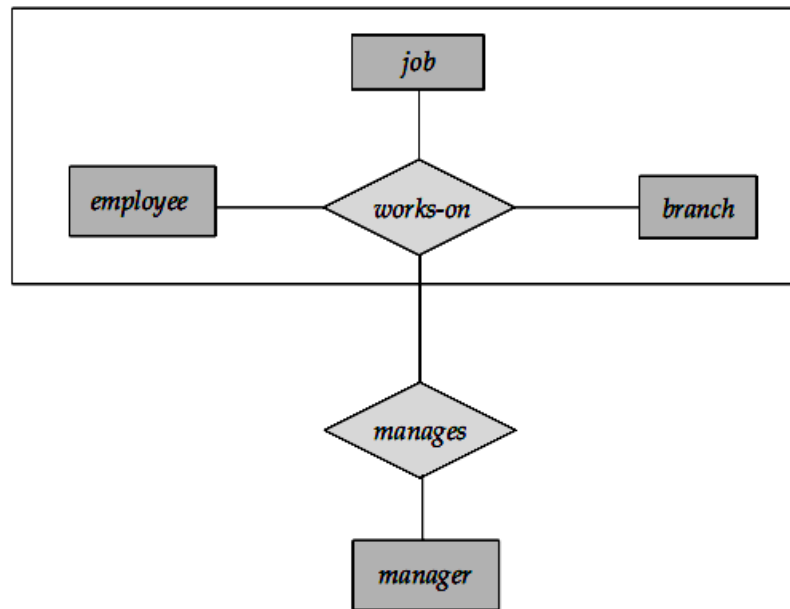 job
employee
works-on
branch
manages
manager